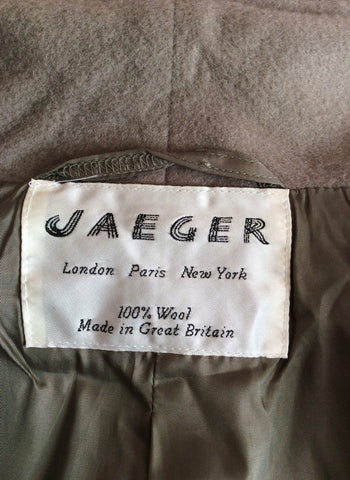 JAEGER
London Paris New York
100% Wool
Made in Great Britain